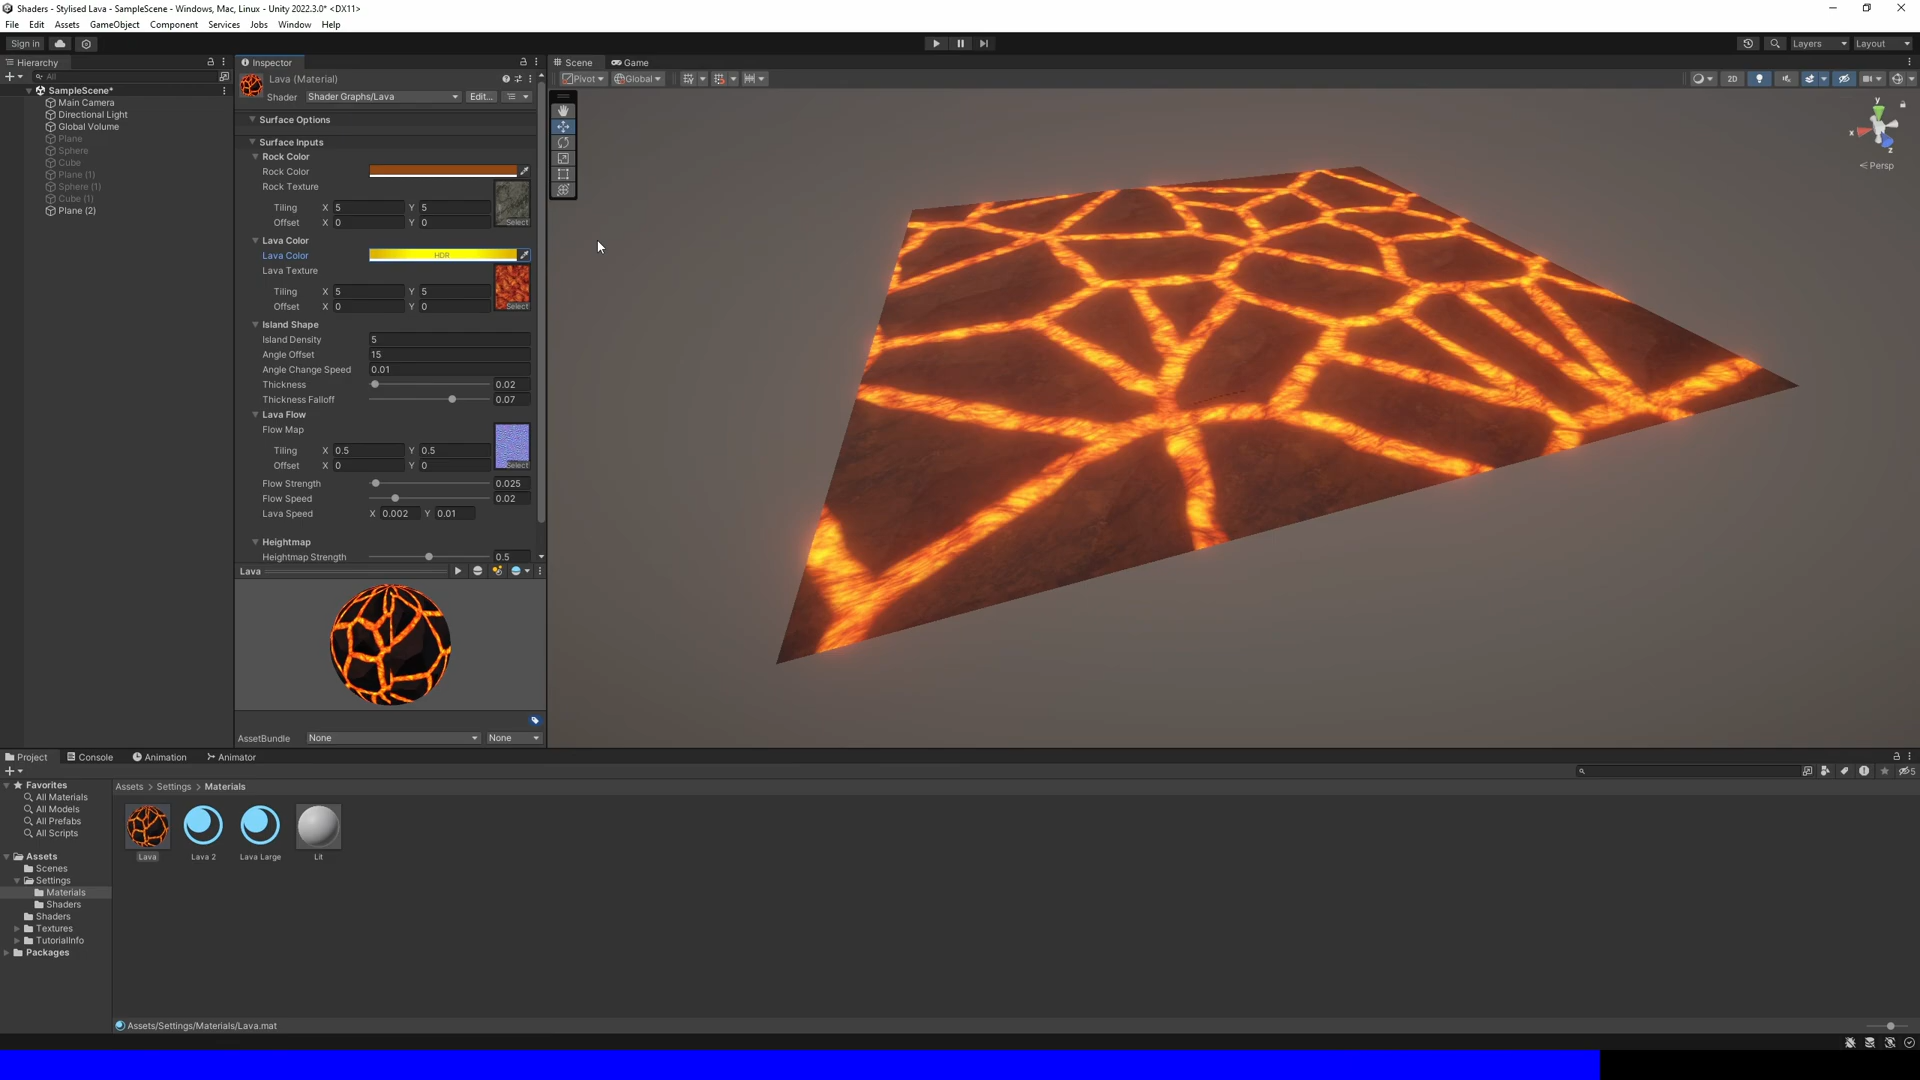 Shaders - Stylised Lava - SampleScene - Windows, Mac, Linux - Unity 2022.3.0* <DX11>
File Edit Assets GameObject Component Services Jobs Window Help
Sign in
Layers
Layout
Hierarchy
All
SampleScene*
Main Camera
Directional Light
Global Volume
Plane
Sphere
Cube
Plane (1)
Sphere (1)
Cube (1)
Plane (2)
Inspector
Lava (Material)
Shader Shader Graphs/Lava Edit...
Surface Options
Surface Inputs
Rock Color
Rock Color
Rock Texture
Tiling X 5 Y 5
Offset X 0 Y 0 Select
Lava Color
Lava Color HDR
Lava Texture
Tiling X 5 Y 5
Offset X 0 Y 0 Select
Island Shape
Island Density 5
Angle Offset 15
Angle Change Speed 0.01
Thickness 0.02
Thickness Falloff 0.07
Lava Flow
Flow Map
Tiling X 0.5 Y 0.5
Offset X 0 Y 0 Select
Flow Strength 0.025
Flow Speed 0.02
Lava Speed X 0.002 Y 0.01
Heightmap
Heightmap Strength 0.5
Lava
AssetBundle None None
Scene Game
Pivot Global 2D
y
x
z
Persp
Project Console Animation Animator
5
Favorites
All Materials
All Models
All Prefabs
All Scripts
Assets
Scenes
Settings
Materials
Shaders
Shaders
Textures
TutorialInfo
Packages
Assets > Settings > Materials
Lava Lava 2 Lava Large Lit
Assets/Settings/Materials/Lava.mat